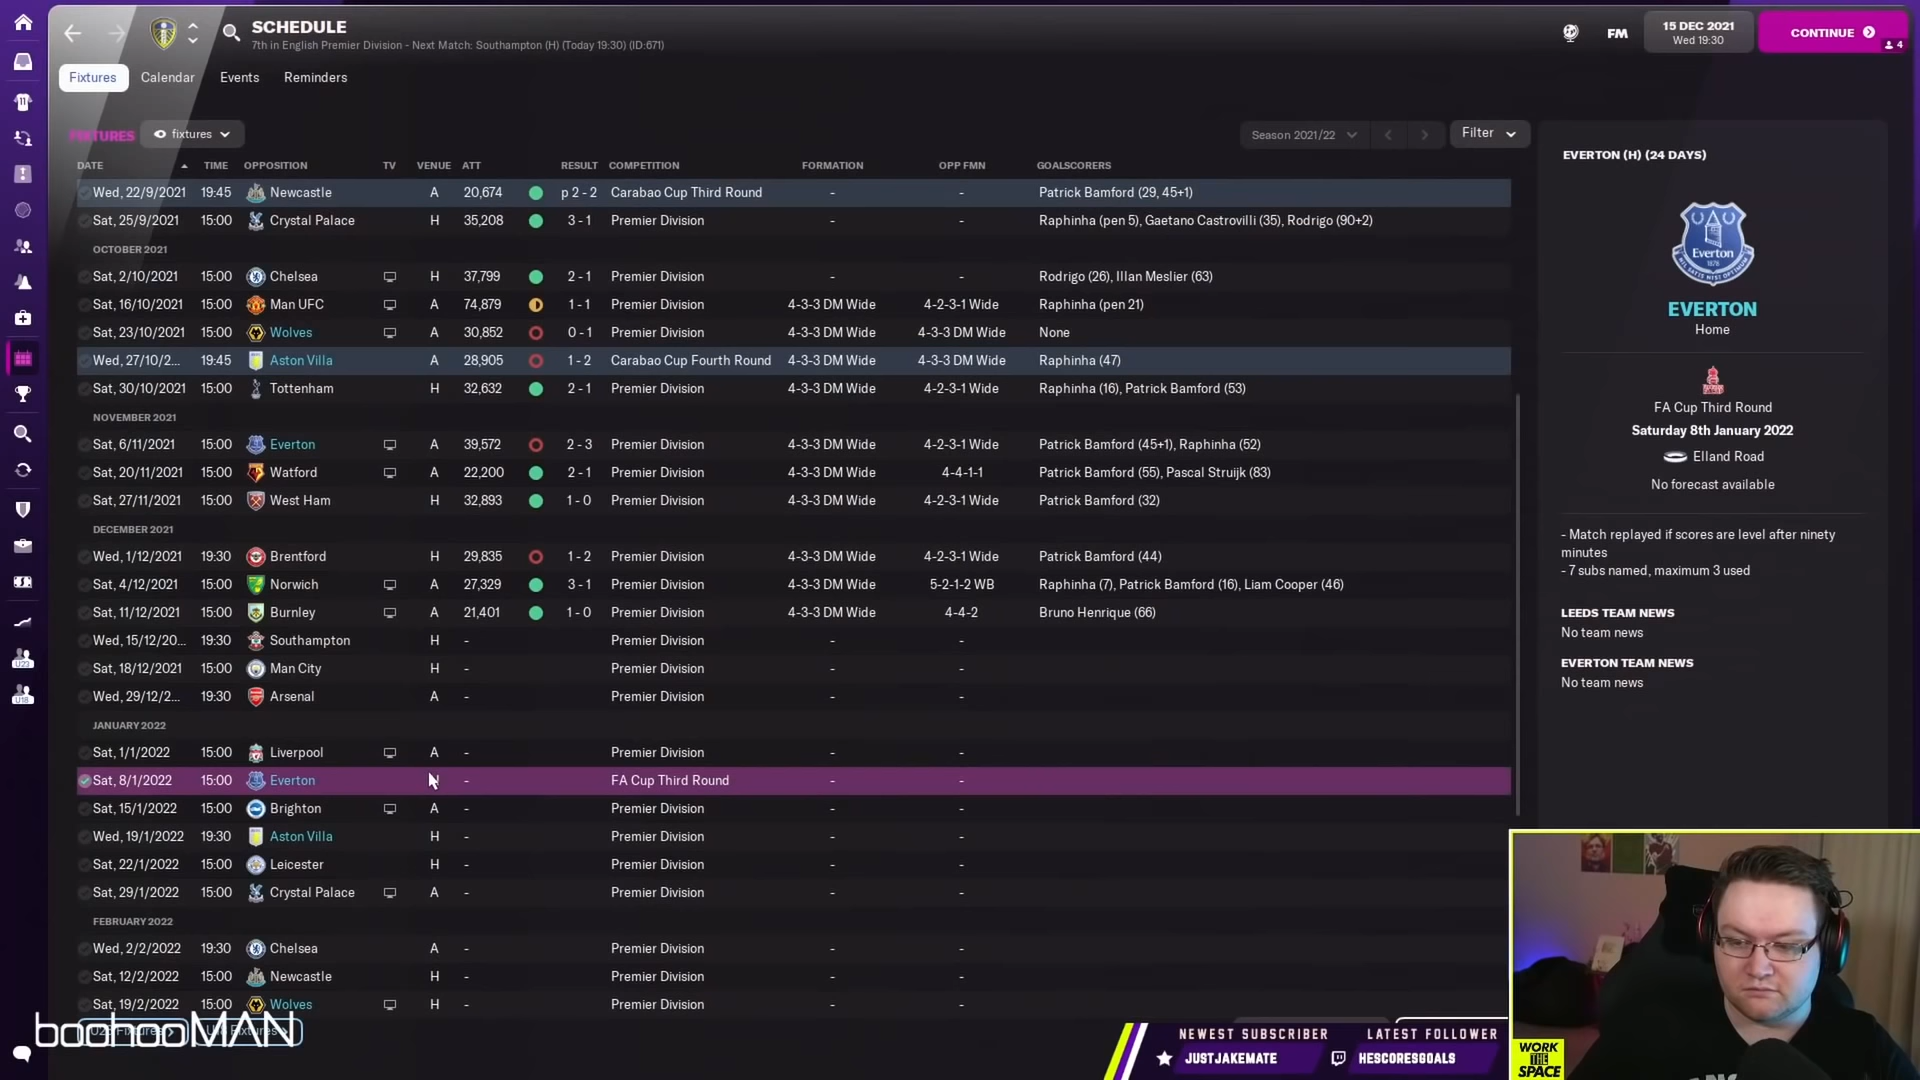 SCHEDULE
7th in English Premier Division - Next Match: Southampton (H) (Today 19:30) (ID:671)
FM
15 DEC 2021
Wed 19:30
CONTINUE
4
Fixtures Calendar Events Reminders
FIXTURES fixtures
Season 2021/22 Filter
DATE TIME OPPOSITION TV VENUE ATT RESULT COMPETITION FORMATION OPP FMN GOALSCORERS
Wed, 22/9/2021 19:45 Newcastle A 20,674 p 2 - 2 Carabao Cup Third Round - - Patrick Bamford (29, 45+1)
Sat, 25/9/2021 15:00 Crystal Palace H 35,208 3 - 1 Premier Division - - Raphinha (pen 5), Gaetano Castrovilli (35), Rodrigo (90+2)
OCTOBER 2021
Sat, 2/10/2021 15:00 Chelsea H 37,799 2 - 1 Premier Division - - Rodrigo (26), Illan Meslier (63)
Sat, 16/10/2021 15:00 Man UFC A 74,879 1 - 1 Premier Division 4-3-3 DM Wide 4-2-3-1 Wide Raphinha (pen 21)
Sat, 23/10/2021 15:00 Wolves A 30,852 0 - 1 Premier Division 4-3-3 DM Wide 4-3-3 DM Wide None
Wed, 27/10/2... 19:45 Aston Villa A 28,905 1 - 2 Carabao Cup Fourth Round 4-3-3 DM Wide 4-3-3 DM Wide Raphinha (47)
Sat, 30/10/2021 15:00 Tottenham H 32,632 2 - 1 Premier Division 4-3-3 DM Wide 4-2-3-1 Wide Raphinha (16), Patrick Bamford (53)
NOVEMBER 2021
Sat, 6/11/2021 15:00 Everton A 39,572 2 - 3 Premier Division 4-3-3 DM Wide 4-2-3-1 Wide Patrick Bamford (45+1), Raphinha (52)
Sat, 20/11/2021 15:00 Watford A 22,200 2 - 1 Premier Division 4-3-3 DM Wide 4-4-1-1 Patrick Bamford (55), Pascal Struijk (83)
Sat, 27/11/2021 15:00 West Ham H 32,893 1 - 0 Premier Division 4-3-3 DM Wide 4-2-3-1 Wide Patrick Bamford (32)
DECEMBER 2021
Wed, 1/12/2021 19:30 Brentford H 29,835 1 - 2 Premier Division 4-3-3 DM Wide 4-2-3-1 Wide Patrick Bamford (44)
Sat, 4/12/2021 15:00 Norwich A 27,329 3 - 1 Premier Division 4-3-3 DM Wide 5-2-1-2 WB Raphinha (7), Patrick Bamford (16), Liam Cooper (46)
Sat, 11/12/2021 15:00 Burnley A 21,401 1 - 0 Premier Division 4-3-3 DM Wide 4-4-2 Bruno Henrique (66)
Wed, 15/12/20... 19:30 Southampton H - Premier Division - -
Sat, 18/12/2021 15:00 Man City H - Premier Division - -
Wed, 29/12/2... 19:30 Arsenal A - Premier Division - -
JANUARY 2022
Sat, 1/1/2022 15:00 Liverpool A - Premier Division - -
Sat, 8/1/2022 15:00 Everton - FA Cup Third Round - -
Sat, 15/1/2022 15:00 Brighton A - Premier Division - -
Wed, 19/1/2022 19:30 Aston Villa H - Premier Division - -
Sat, 22/1/2022 15:00 Leicester H - Premier Division - -
Sat, 29/1/2022 15:00 Crystal Palace A - Premier Division - -
FEBRUARY 2022
Wed, 2/2/2022 19:30 Chelsea A - Premier Division - -
Sat, 12/2/2022 15:00 Newcastle H - Premier Division - -
Sat, 19/2/2022 15:00 Wolves H - Premier Division - -
EVERTON (H) (24 DAYS)
Everton
EVERTON
Home
FA Cup Third Round
Saturday 8th January 2022
Elland Road
No forecast available
- Match replayed if scores are level after ninety
minutes
- 7 subs named, maximum 3 used
LEEDS TEAM NEWS
No team news
EVERTON TEAM NEWS
No team news
U23
U18
boohooMAN
NEWEST SUBSCRIBER LATEST FOLLOWER
JUSTJAKEMATE HESCORESGOALS
WORK
THE
SPACE